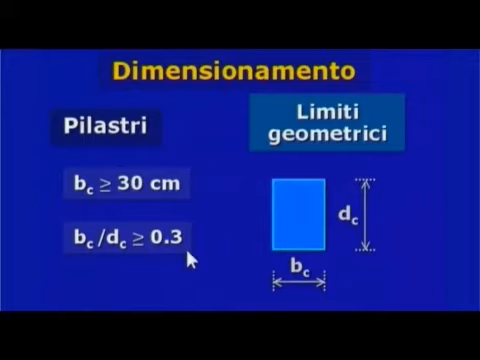 Dimensionamento
Pilastri
Limiti
geometrici
bc ≥ 30 cm
bc/dc ≥ 0.3
dc
bc